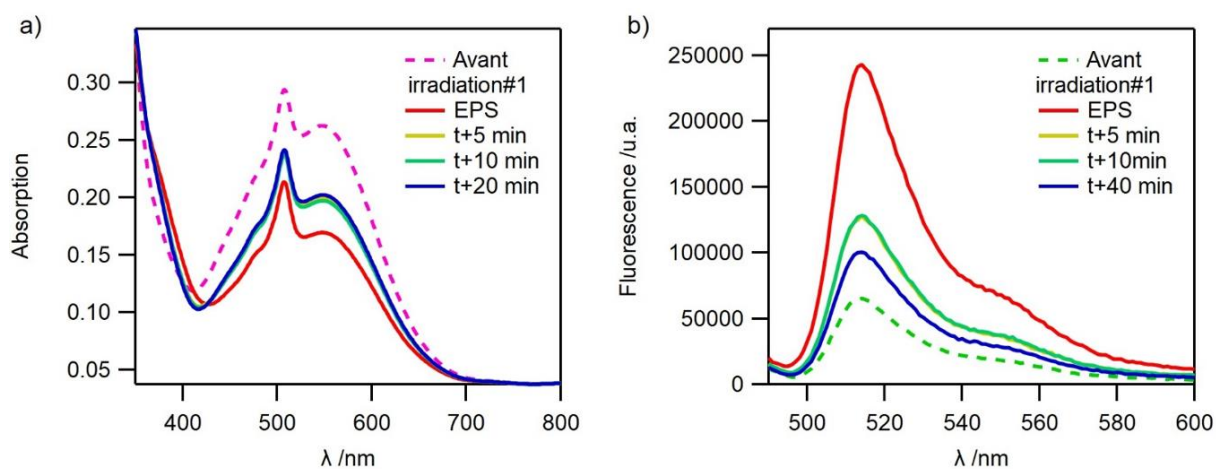 a)
Absorption
0.30
0.25
0.20
0.15
0.10
0.05
400
500
600
700
800
λ /nm
Avant
irradiation#1
EPS
t+5 min
t+10 min
t+20 min
b)
Fluorescence /u.a.
250000
200000
150000
100000
50000
0
500
520
540
560
580
600
λ /nm
Avant
irradiation#1
EPS
t+5 min
t+10min
t+40 min